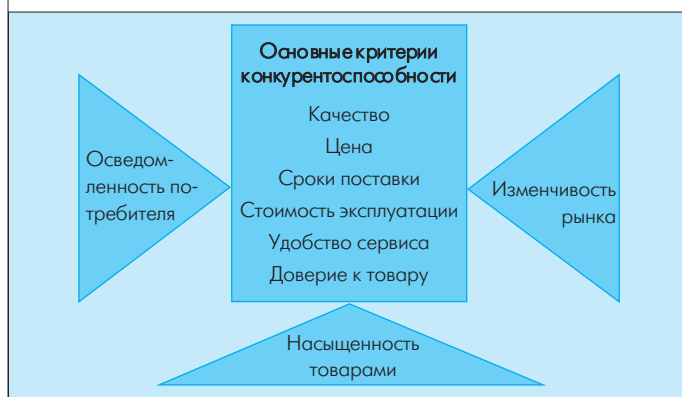 Основные критерии
конкурентоспособности
Качество
Цена
Сроки поставки
Стоимость эксплуатации
Удобство сервиса
Доверие к товару
Осведом-
ленность по-
требителя
Изменчивость
рынка
Насыщенность
товарами